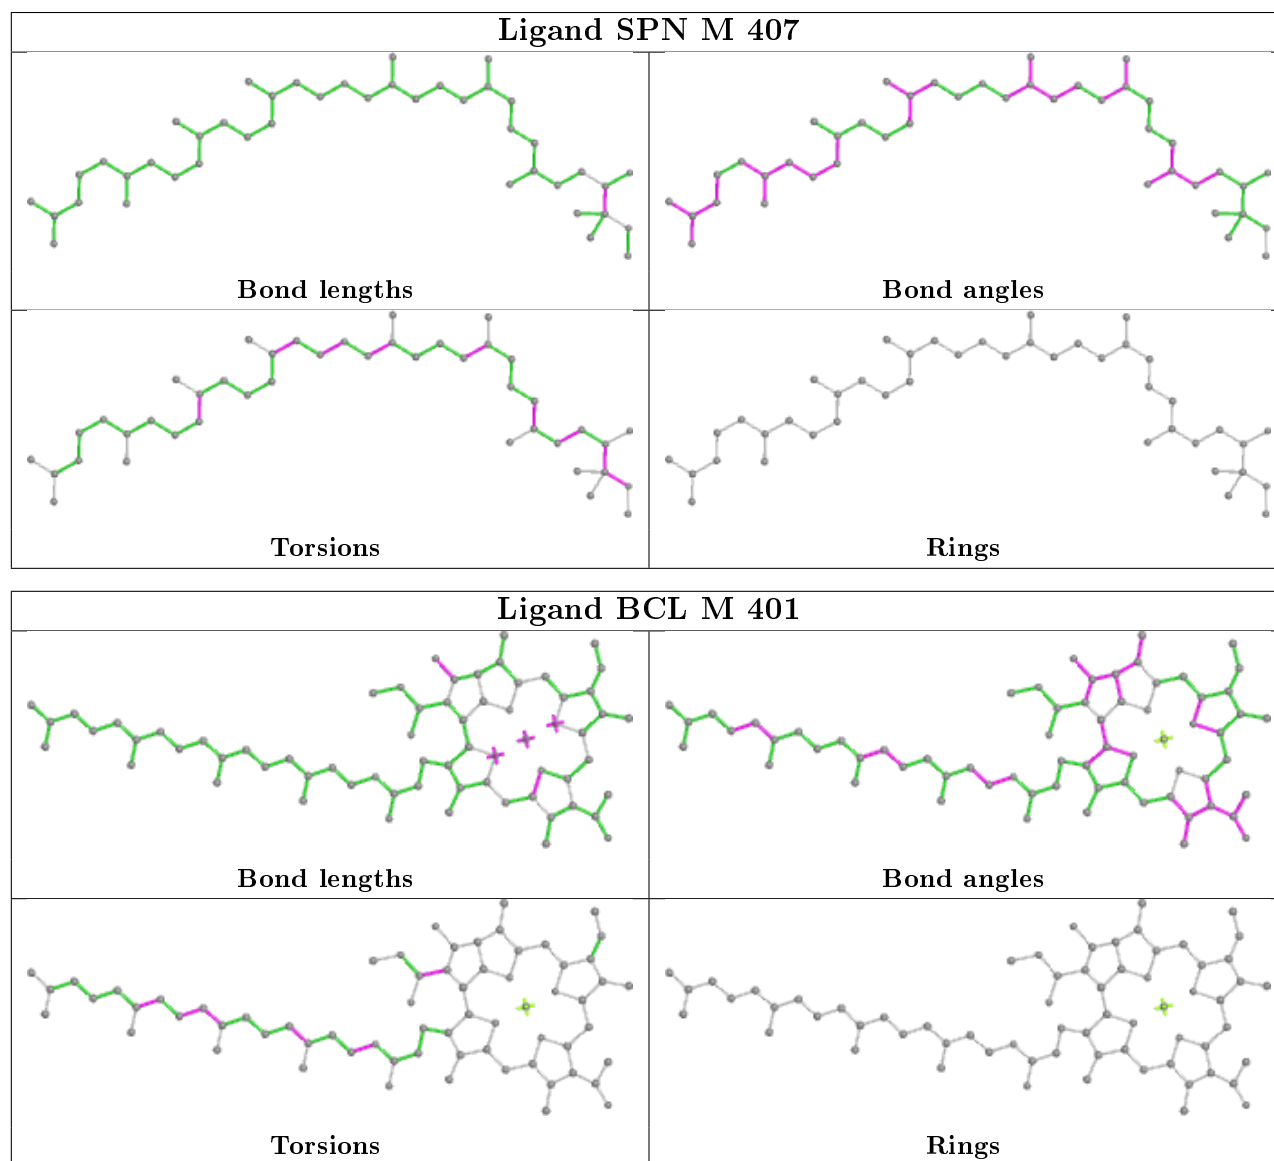 Ligand SPN M 407
Bond lengths
Bond angles
Torsions
Rings
Ligand BCL M 401
Bond lengths
Bond angles
Torsions
Rings